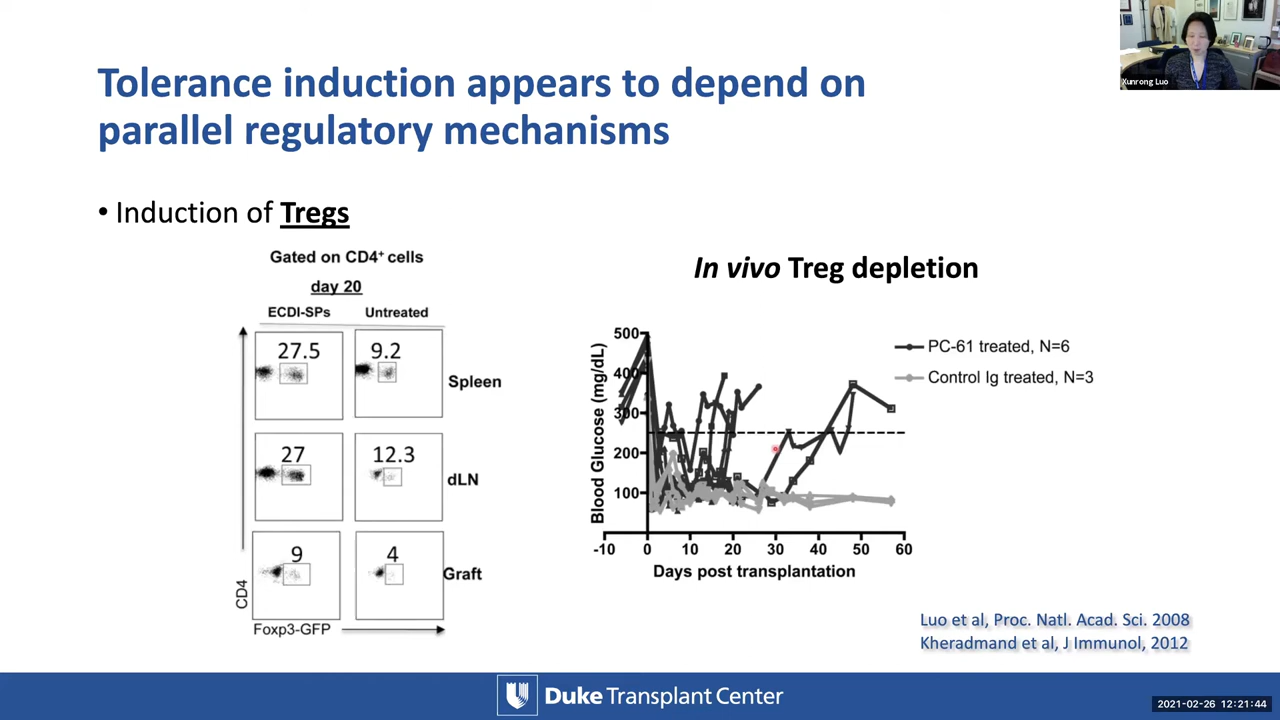 Xunrong Luo
Tolerance induction appears to depend on
parallel regulatory mechanisms
• Induction of Tregs
Gated on CD4+ cells
day 20
ECDI-SPs Untreated
27.5 9.2 Spleen
27 12.3 dLN
9 4 Graft
CD4
Foxp3-GFP
In vivo Treg depletion
500
400
300
200
100
Blood Glucose (mg/dL)
PC-61 treated, N=6
Control Ig treated, N=3
-10 0 10 20 30 40 50 60
Days post transplantation
Luo et al, Proc. Natl. Acad. Sci. 2008
Kheradmand et al, J Immunol, 2012
Duke Transplant Center
2021-02-26 12:21:44